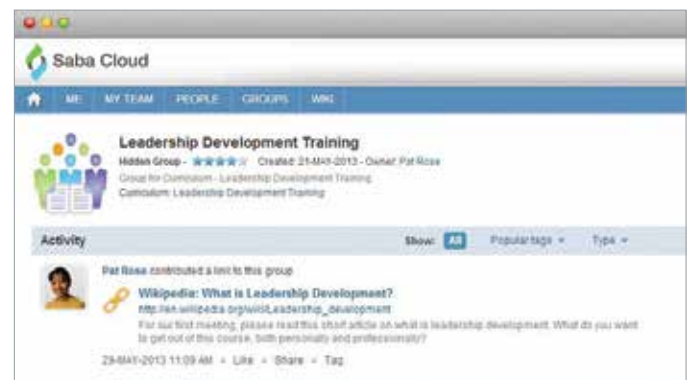 Saba Cloud
ME MY TEAM PEOPLE GROUPS WIKI
Leadership Development Training
Hidden Group - Created: 21-MAY-2013 - Owner: Pat Rose
Group for Curriculum - Leadership Development Training
Curriculum: Leadership Development Training
Activity Show: All Popular tags Type
Pat Rose contributed a link to this group
Wikipedia: What is Leadership Development?
http://en.wikipedia.org/wiki/Leadership_development
For our first meeting, please read this short article on what is leadership development. What do you want
to get out of this course, both personally and professionally?
29-MAY-2013 11:09 AM Like Share Tag